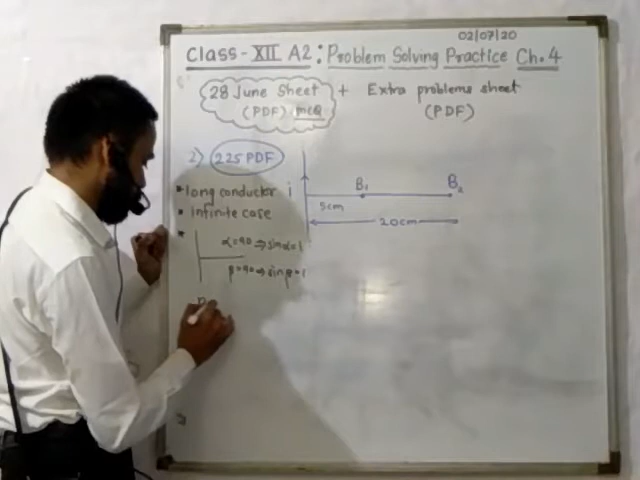 02/07/20
Class-XII A2: Problem Solving Practice Ch. 4
28 June Sheet + Extra problems sheet
(PDF) MCQ (PDF)
2) 225 PDF
* long conductor i B₁ B₂
* Infinite case 5cm
20cm
* α=90 ⇒ sinα=1
β=90 ⇒ sinβ=1